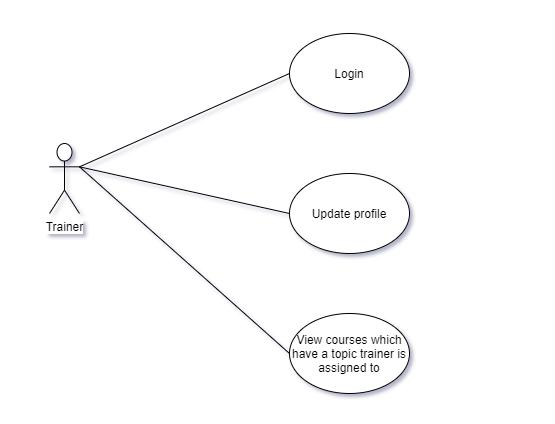 Login
Trainer
Update profile
View courses which
have a topic trainer is
assigned to